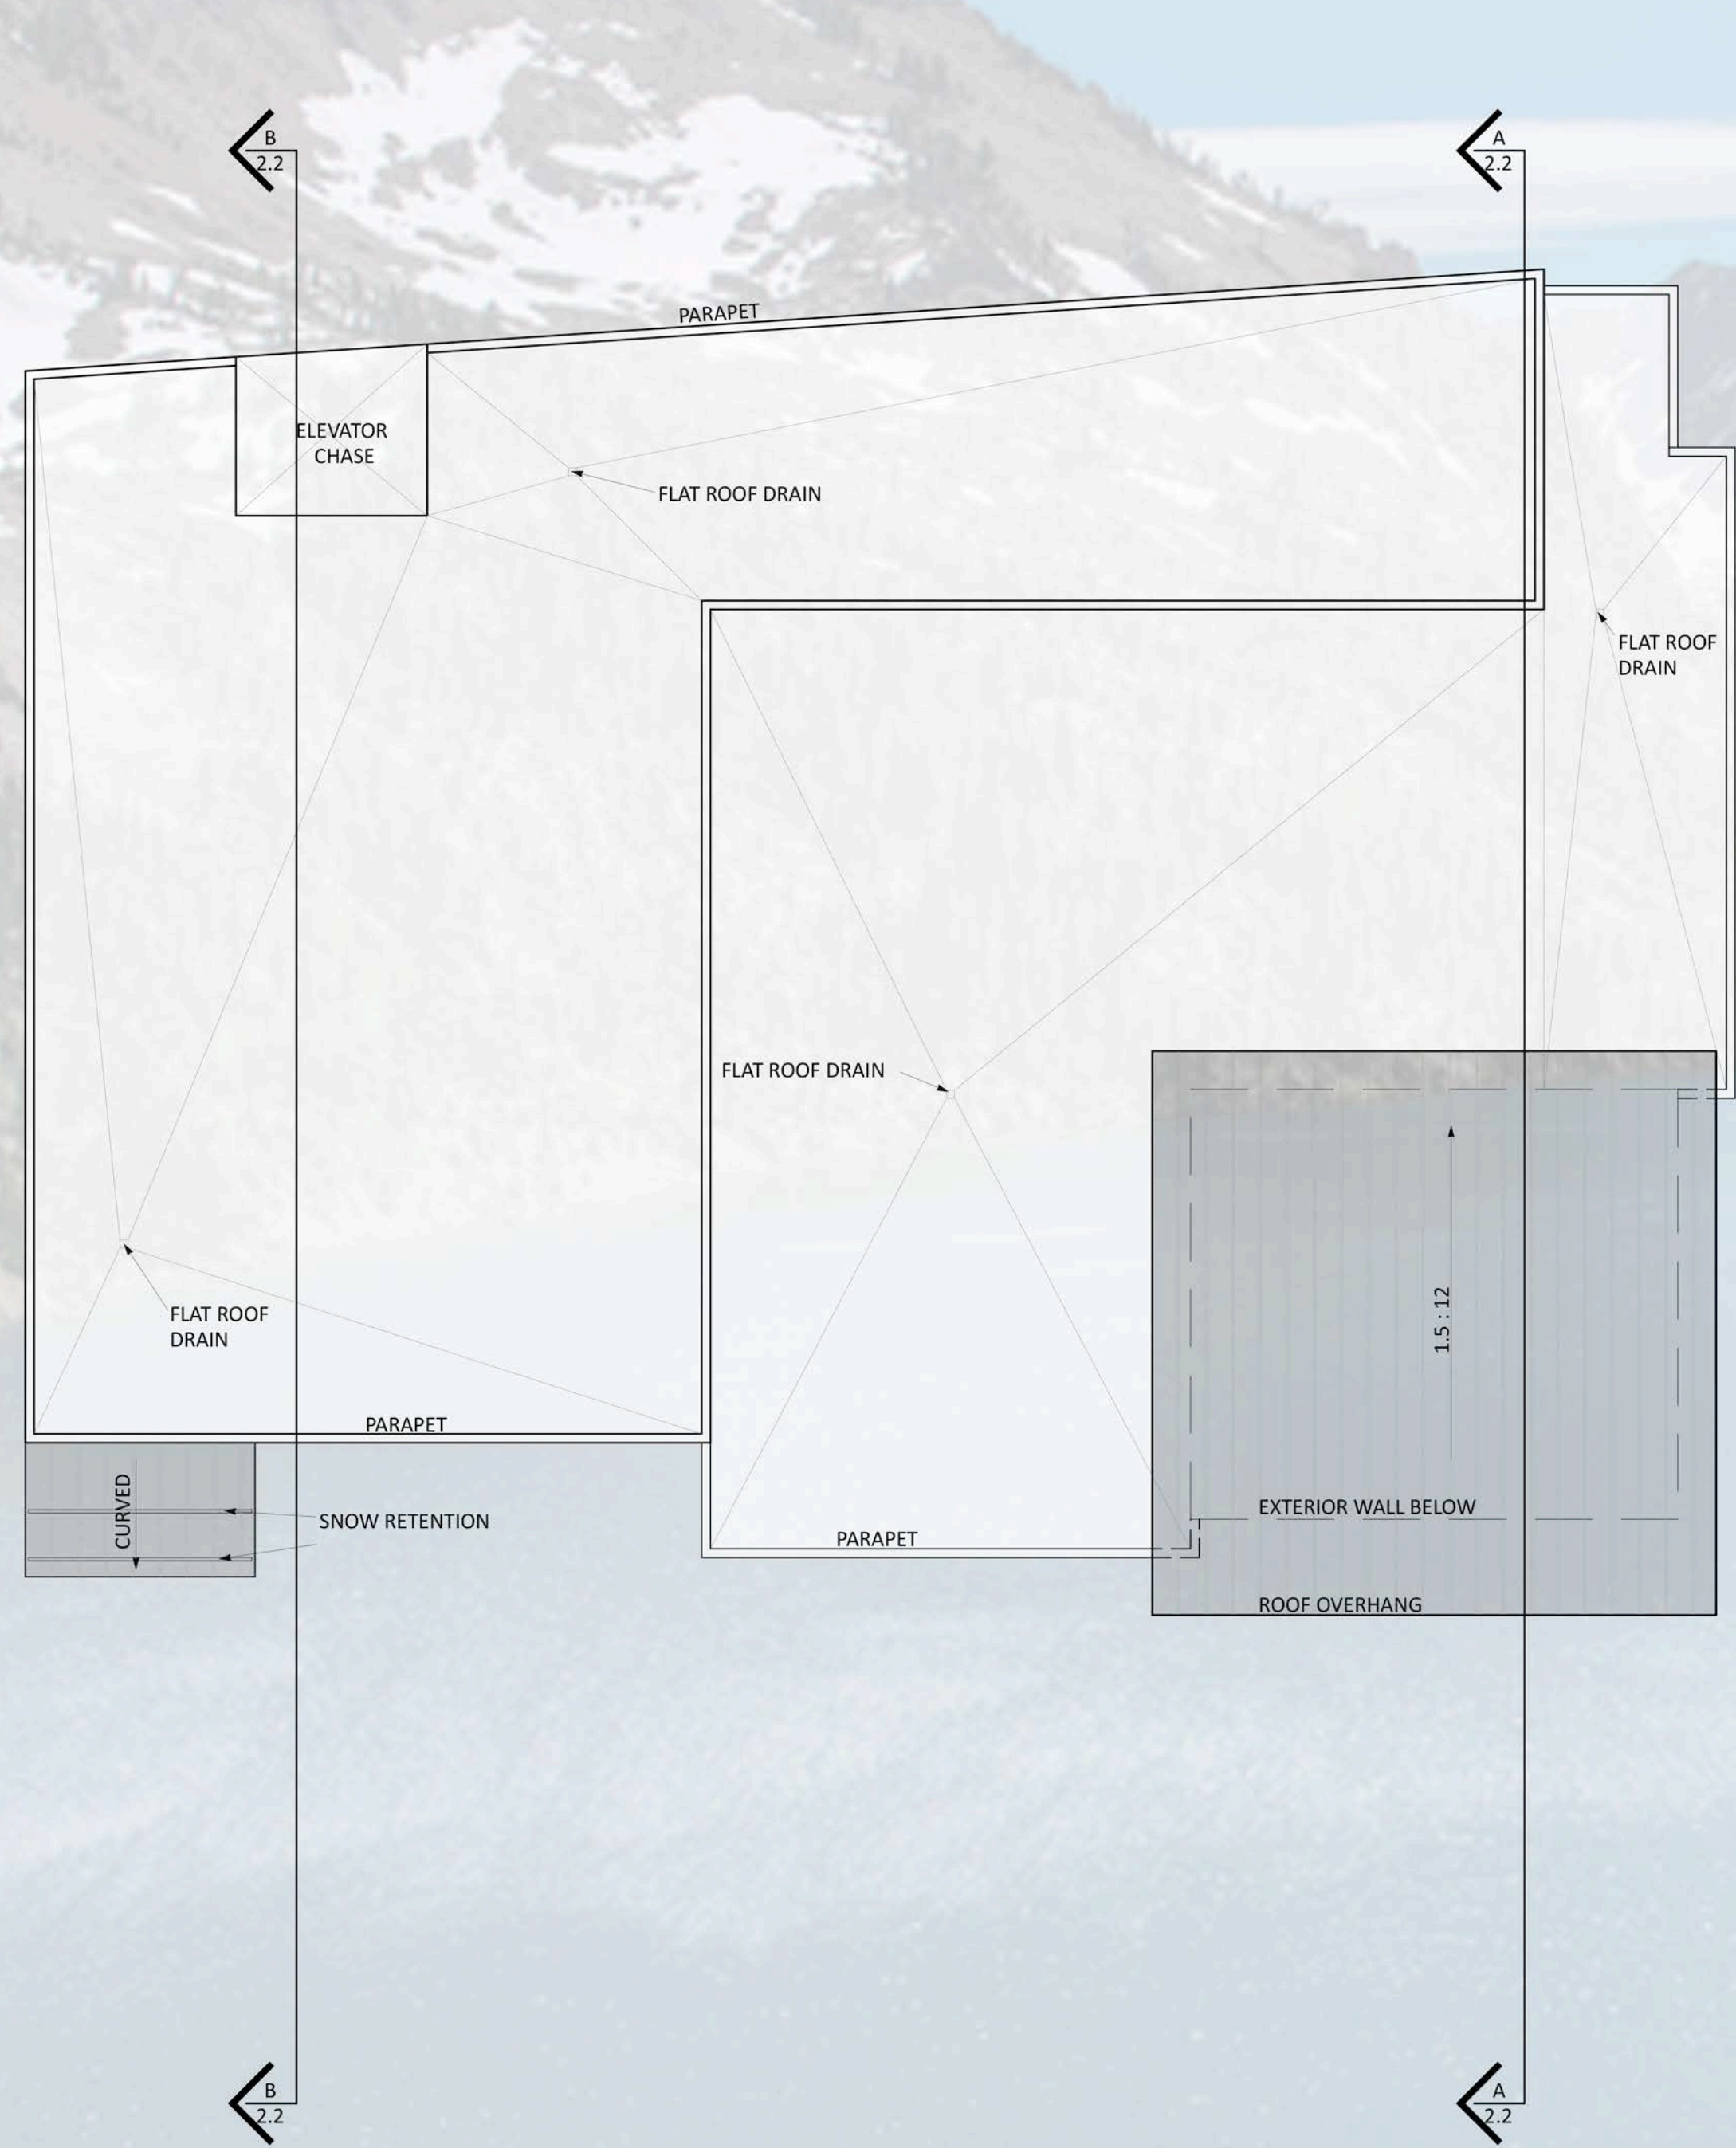 B
2.2
A
2.2
PARAPET
ELEVATOR
CHASE
FLAT ROOF DRAIN
FLAT ROOF
DRAIN
FLAT ROOF DRAIN
1.5 : 12
FLAT ROOF
DRAIN
PARAPET
CURVED
SNOW RETENTION
EXTERIOR WALL BELOW
PARAPET
ROOF OVERHANG
B
2.2
A
2.2